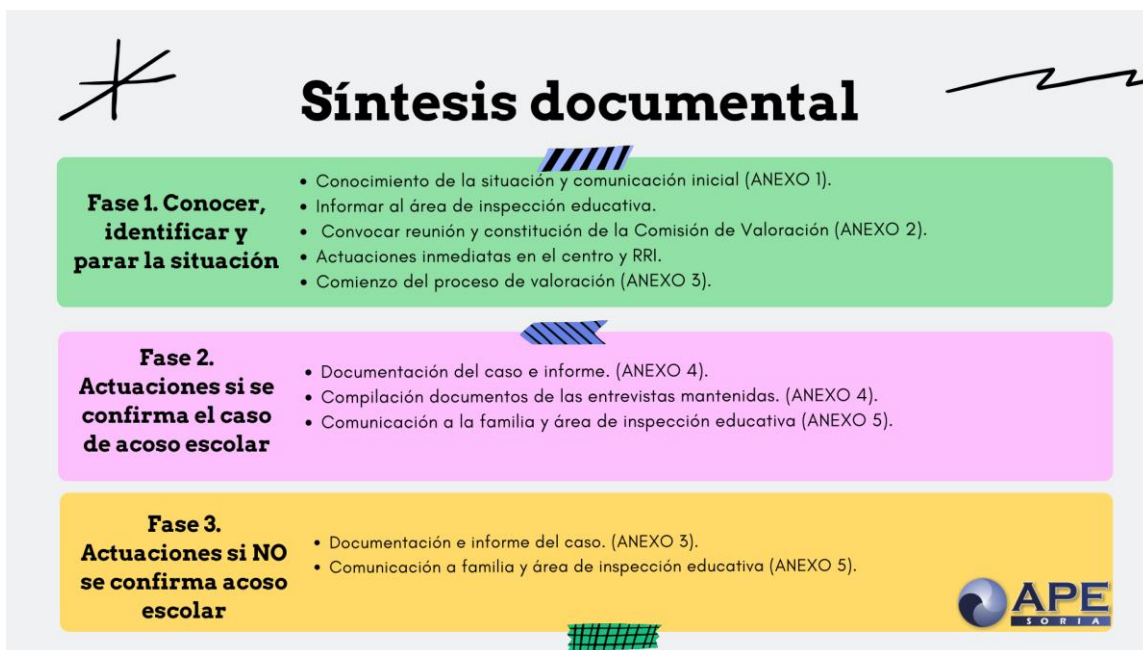 Síntesis documental
Fase 1. Conocer,
identificar y
parar la situación
• Conocimiento de la situación y comunicación inicial (ANEXO 1).
• Informar al área de inspección educativa.
• Convocar reunión y constitución de la Comisión de Valoración (ANEXO 2).
• Actuaciones inmediatas en el centro y RRI.
• Comienzo del proceso de valoración (ANEXO 3).
Fase 2.
Actuaciones si se
confirma el caso
de acoso escolar
• Documentación del caso e informe. (ANEXO 4).
• Compilación documentos de las entrevistas mantenidas. (ANEXO 4).
• Comunicación a la familia y área de inspección educativa (ANEXO 5).
Fase 3.
Actuaciones si NO
se confirma acoso
escolar
• Documentación e informe del caso. (ANEXO 3).
• Comunicación a familia y área de inspección educativa (ANEXO 5).
APE
SORIA